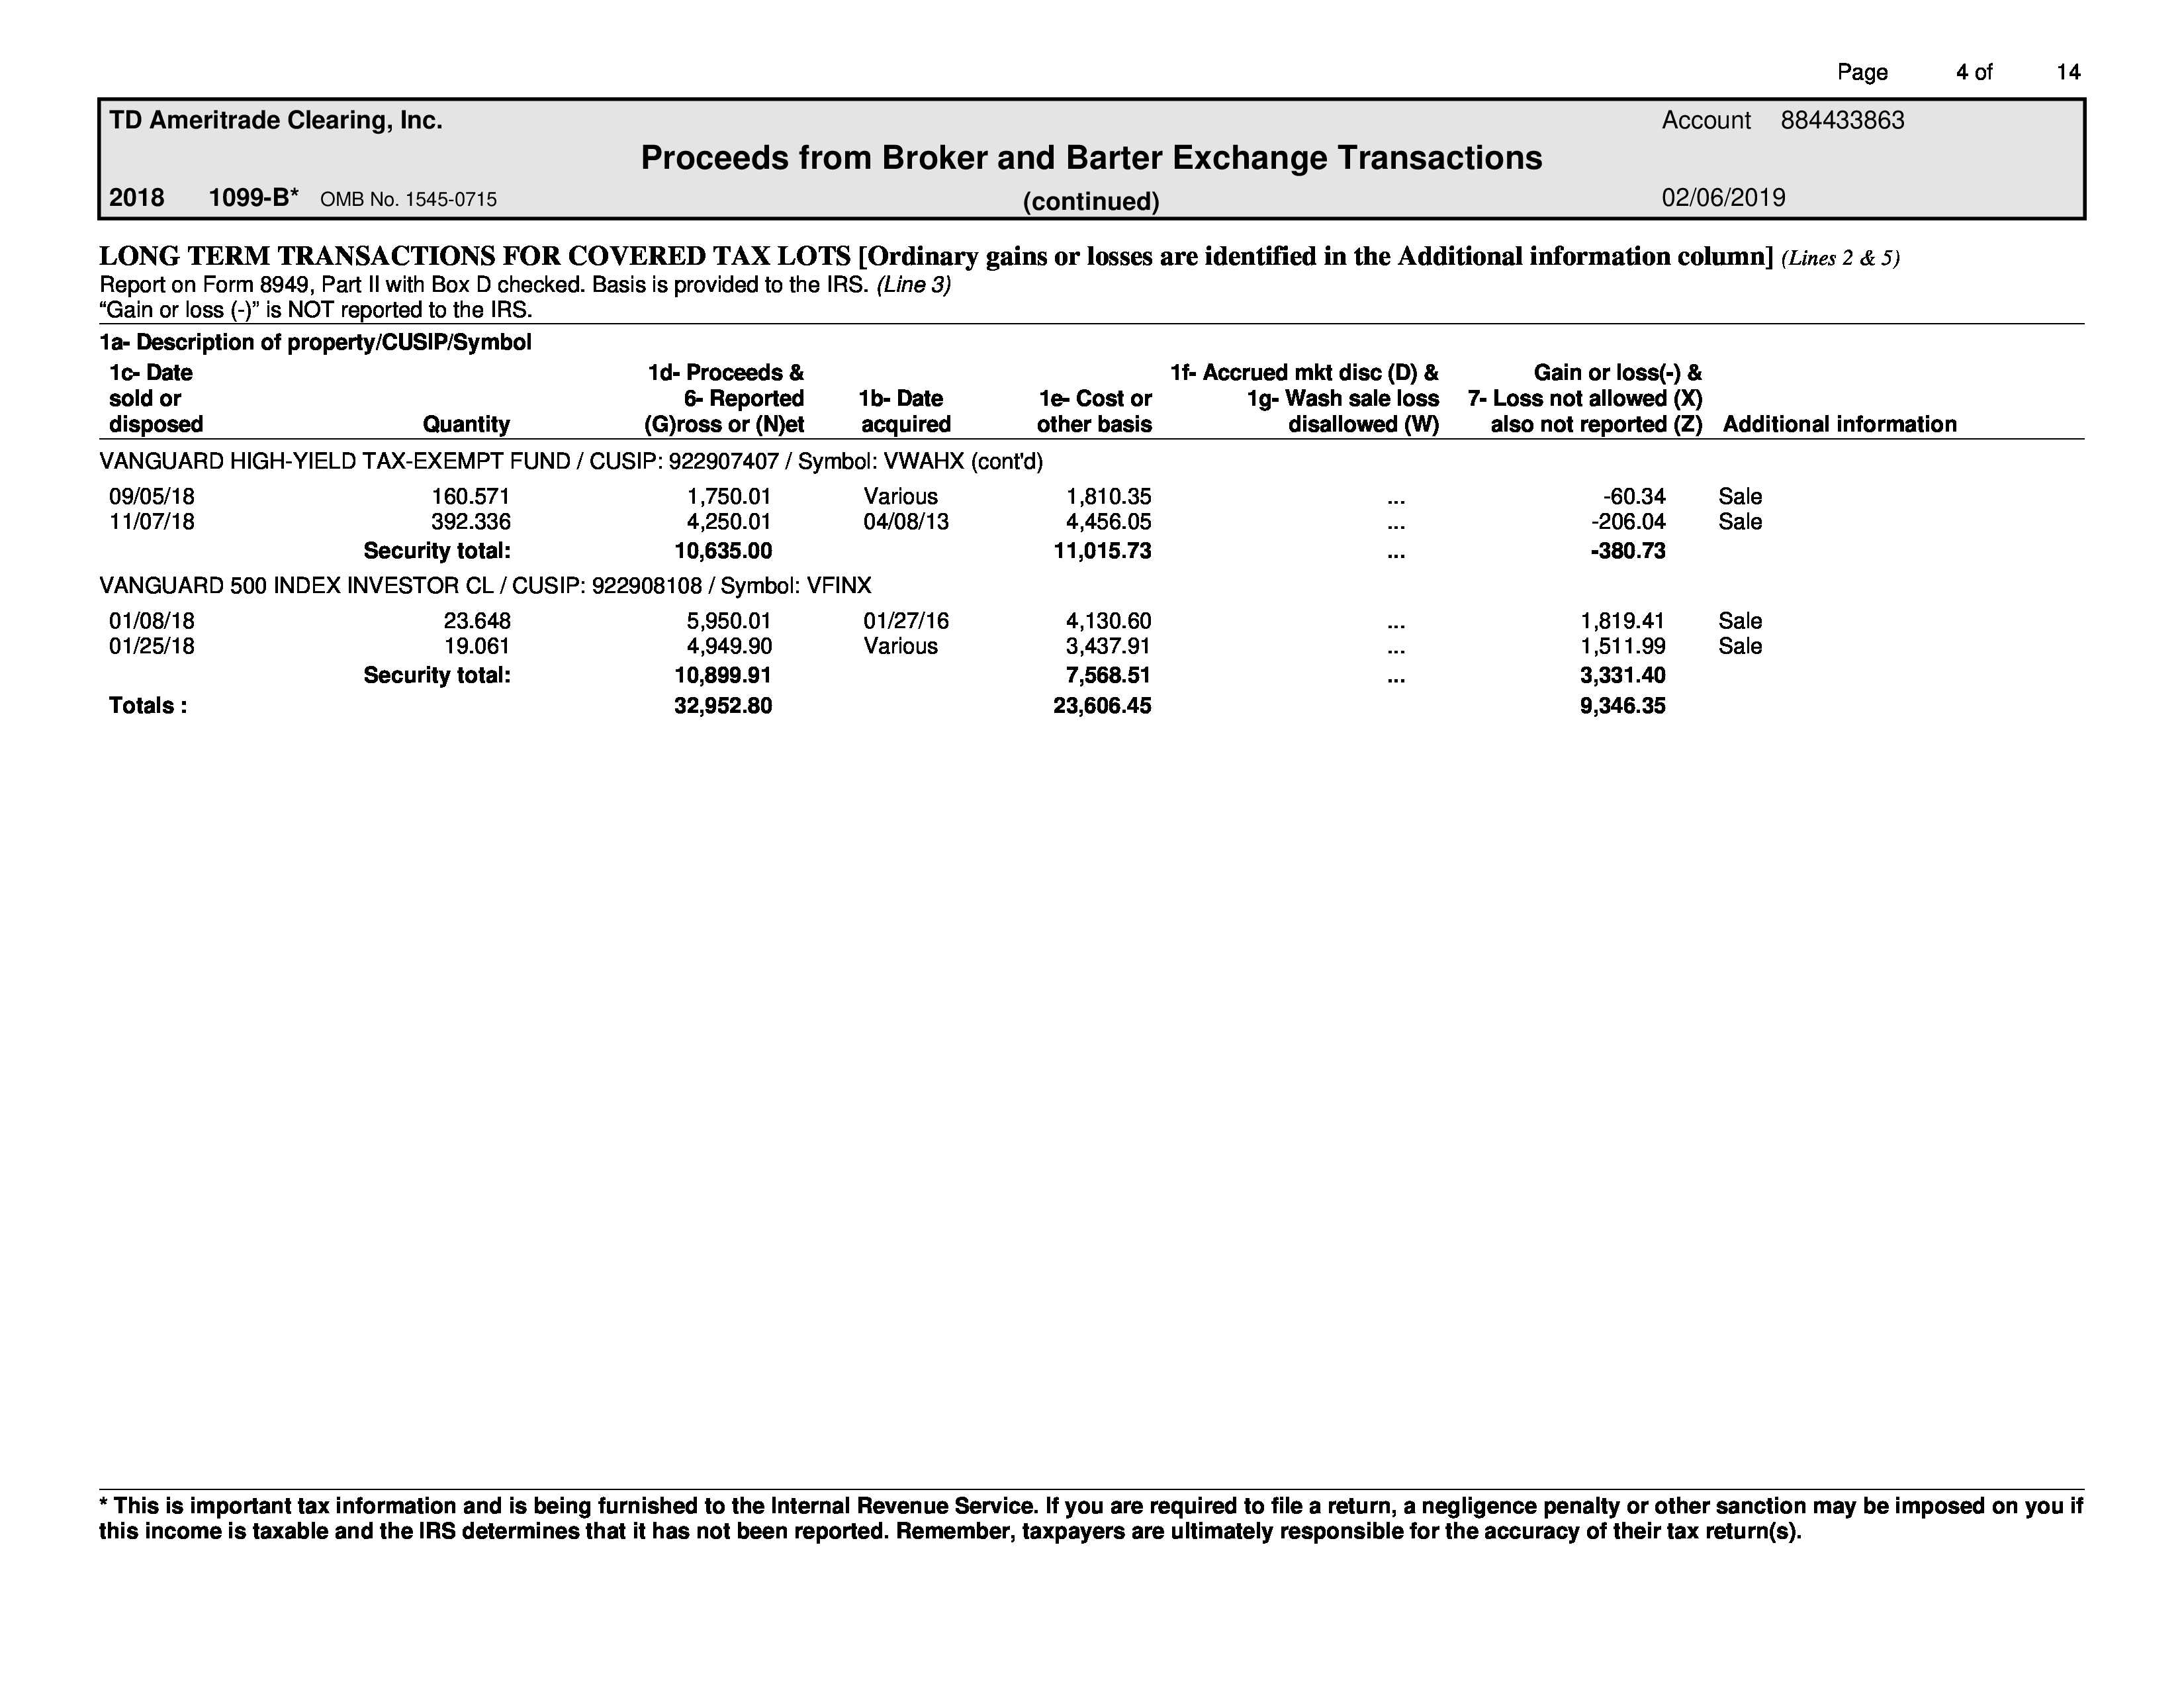 Page 4 of 14
TD Ameritrade Clearing, Inc. Account 884433863
Proceeds from Broker and Barter Exchange Transactions
2018 1099-B* OMB No. 1545-0715 (continued) 02/06/2019
LONG TERM TRANSACTIONS FOR COVERED TAX LOTS [Ordinary gains or losses are identified in the Additional information column] (Lines 2 & 5)
Report on Form 8949, Part II with Box D checked. Basis is provided to the IRS. (Line 3)
“Gain or loss (-)” is NOT reported to the IRS.
1a- Description of property/CUSIP/Symbol
1c- Date 1d- Proceeds & 1f- Accrued mkt disc (D) & Gain or loss(-) &
sold or 6- Reported 1b- Date 1e- Cost or 1g- Wash sale loss 7- Loss not allowed (X)
disposed Quantity (G)ross or (N)et acquired other basis disallowed (W) also not reported (Z) Additional information
VANGUARD HIGH-YIELD TAX-EXEMPT FUND / CUSIP: 922907407 / Symbol: VWAHX (cont'd)
09/05/18 160.571 1,750.01 Various 1,810.35 ... -60.34 Sale
11/07/18 392.336 4,250.01 04/08/13 4,456.05 ... -206.04 Sale
Security total: 10,635.00 11,015.73 ... -380.73
VANGUARD 500 INDEX INVESTOR CL / CUSIP: 922908108 / Symbol: VFINX
01/08/18 23.648 5,950.01 01/27/16 4,130.60 ... 1,819.41 Sale
01/25/18 19.061 4,949.90 Various 3,437.91 ... 1,511.99 Sale
Security total: 10,899.91 7,568.51 ... 3,331.40
Totals : 32,952.80 23,606.45 9,346.35
* This is important tax information and is being furnished to the Internal Revenue Service. If you are required to file a return, a negligence penalty or other sanction may be imposed on you if
this income is taxable and the IRS determines that it has not been reported. Remember, taxpayers are ultimately responsible for the accuracy of their tax return(s).